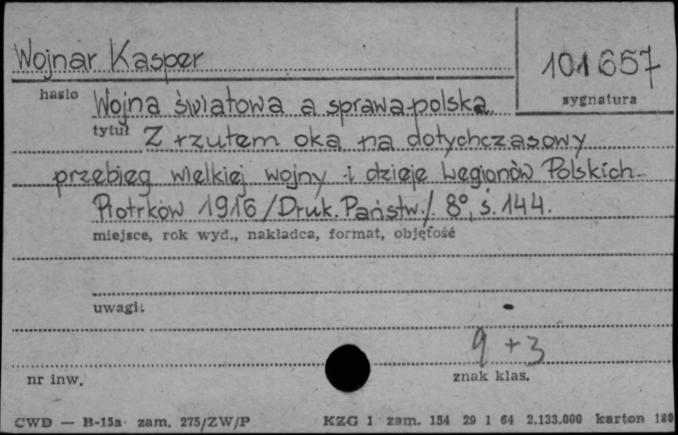 Wojnar Kasper
101657
hasło
sygnatura
Wojna światowa a sprawa polska
tytuł Z rzutem oka na dotychczasowy
przebieg wielkiej wojny i dzieje Legionów Polskich.
Piotrków 1916 /Druk. Państw./. 8°, s. 144.
miejsce, rok wyd., nakładca, format, objętość
uwagi:
9 + 3
nr inw.
znak klas.
CWD — B-15a zam. 275/ZW/P
KZG 1 zam. 154 29 1 64 2.133.000 karton 180